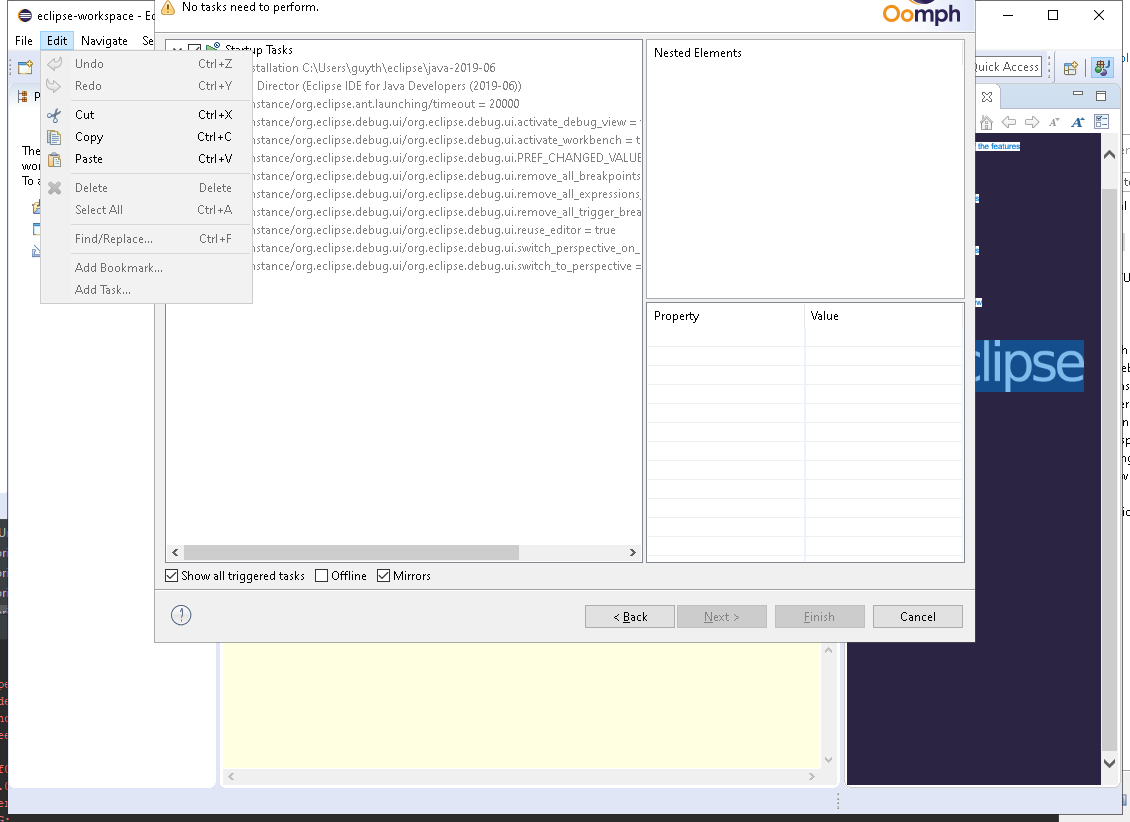 eclipse-workspace - Ec
No tasks need to perform.
Oomph
File Edit Navigate Se
Undo Ctrl+Z
Redo Ctrl+Y
Cut Ctrl+X
Copy Ctrl+C
Paste Ctrl+V
Delete Delete
Select All Ctrl+A
Find/Replace... Ctrl+F
Add Bookmark...
Add Task...
P
The
wor
To a
Startup Tasks
stallation C:\Users\guyth\eclipse\java-2019-06
Director (Eclipse IDE for Java Developers (2019-06))
nstance/org.eclipse.ant.launching/timeout = 20000
nstance/org.eclipse.debug.ui/org.eclipse.debug.ui.activate_debug_view =
nstance/org.eclipse.debug.ui/org.eclipse.debug.ui.activate_workbench = t
nstance/org.eclipse.debug.ui/org.eclipse.debug.ui.PREF_CHANGED_VALUE
nstance/org.eclipse.debug.ui/org.eclipse.debug.ui.remove_all_breakpoints
nstance/org.eclipse.debug.ui/org.eclipse.debug.ui.remove_all_expressions
nstance/org.eclipse.debug.ui/org.eclipse.debug.ui.remove_all_trigger_brea
nstance/org.eclipse.debug.ui/org.eclipse.debug.ui.reuse_editor = true
nstance/org.eclipse.debug.ui/org.eclipse.debug.ui.switch_perspective_on_
nstance/org.eclipse.debug.ui/org.eclipse.debug.ui.switch_to_perspective =
Nested Elements
Property Value
Show all triggered tasks Offline Mirrors
< Back Next > Finish Cancel
Quick Access
the features
clipse